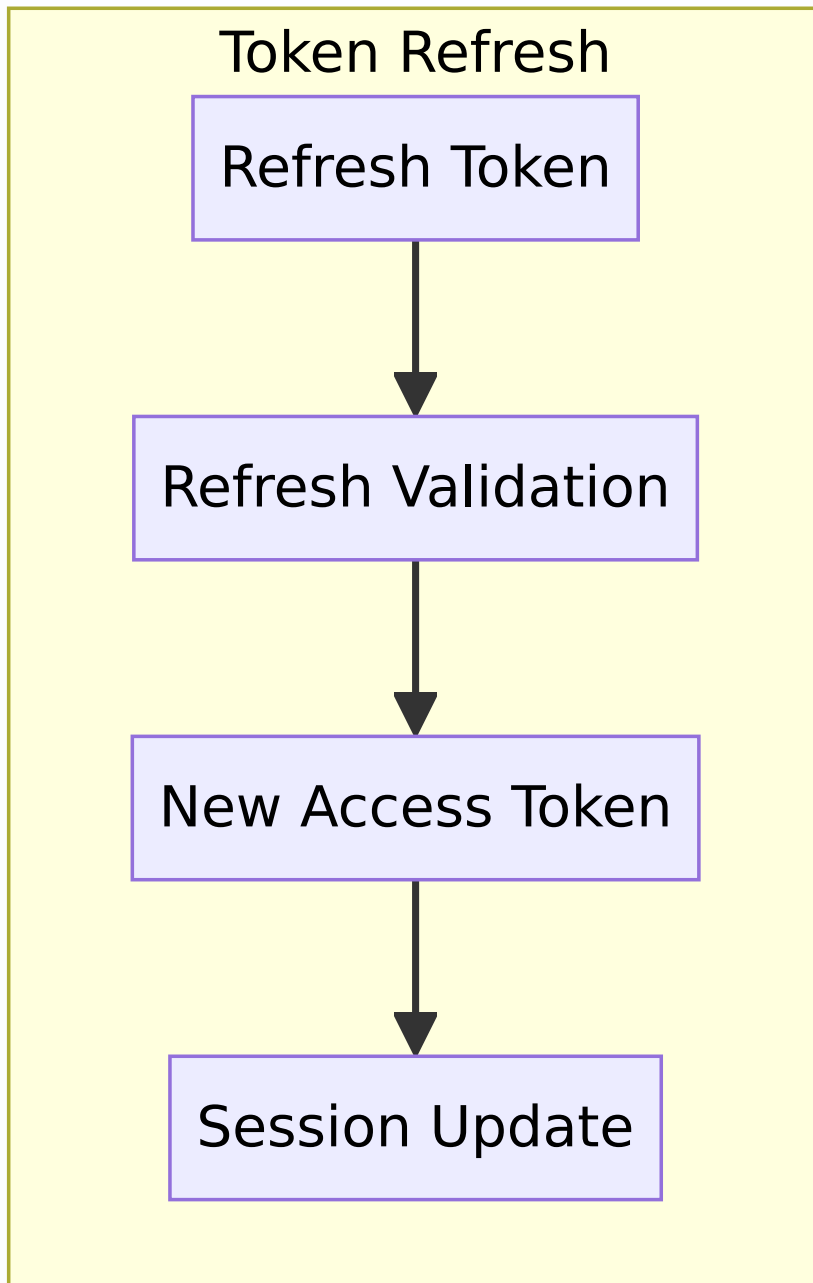 Token Refresh
Refresh Token
Refresh Validation
New Access Token
Session Update